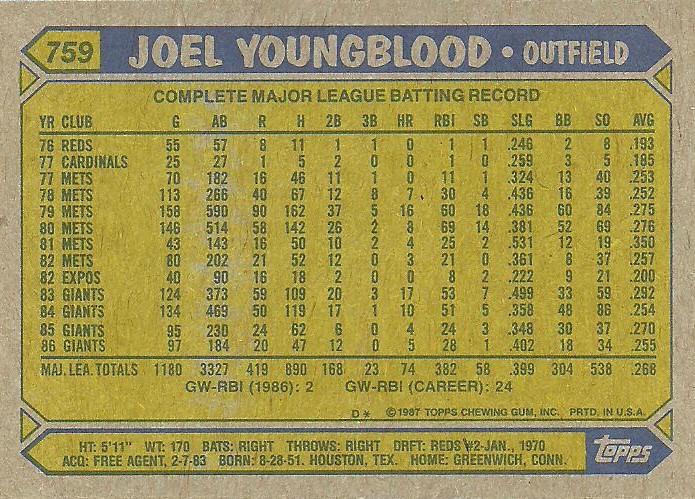 759 JOEL YOUNGBLOOD • OUTFIELD
COMPLETE MAJOR LEAGUE BATTING RECORD
YR CLUB G AB R H 2B 3B HR RBI SB SLG BB SO AVG
76 REDS 55 57 8 11 1 1 0 1 1 .246 2 8 .193
77 CARDINALS 25 27 1 5 2 0 0 1 0 .259 3 5 .185
77 METS 70 182 16 46 11 1 0 11 1 .324 13 40 .253
78 METS 113 266 40 67 12 8 7 30 4 .436 16 39 .252
79 METS 158 590 90 162 37 5 16 60 18 .436 60 84 .275
80 METS 146 514 58 142 26 2 8 69 14 .381 52 69 .276
81 METS 43 143 16 50 10 2 4 25 2 .531 12 19 .350
82 METS 80 202 21 52 12 0 3 21 0 .361 8 37 .257
82 EXPOS 40 90 16 18 2 0 0 8 2 .222 9 21 .200
83 GIANTS 124 373 59 109 20 3 17 53 7 .499 33 59 .292
84 GIANTS 134 469 50 119 17 1 10 51 5 .358 48 86 .254
85 GIANTS 95 230 24 62 6 0 4 24 3 .348 30 37 .270
86 GIANTS 97 184 20 47 12 0 5 28 1 .402 18 34 .255
MAJ. LEA. TOTALS 1180 3327 419 890 168 23 74 382 58 .399 304 538 .268
GW-RBI (1986): 2 GW-RBI (CAREER): 24
D* ©1987 TOPPS CHEWING GUM, INC. PRTD. IN U.S.A.
HT: 5'11" WT: 170 BATS: RIGHT THROWS: RIGHT DRFT: REDS #2-JAN., 1970
ACQ: FREE AGENT, 2-7-83 BORN: 8-28-51. HOUSTON, TEX. HOME: GREENWICH, CONN.
topps